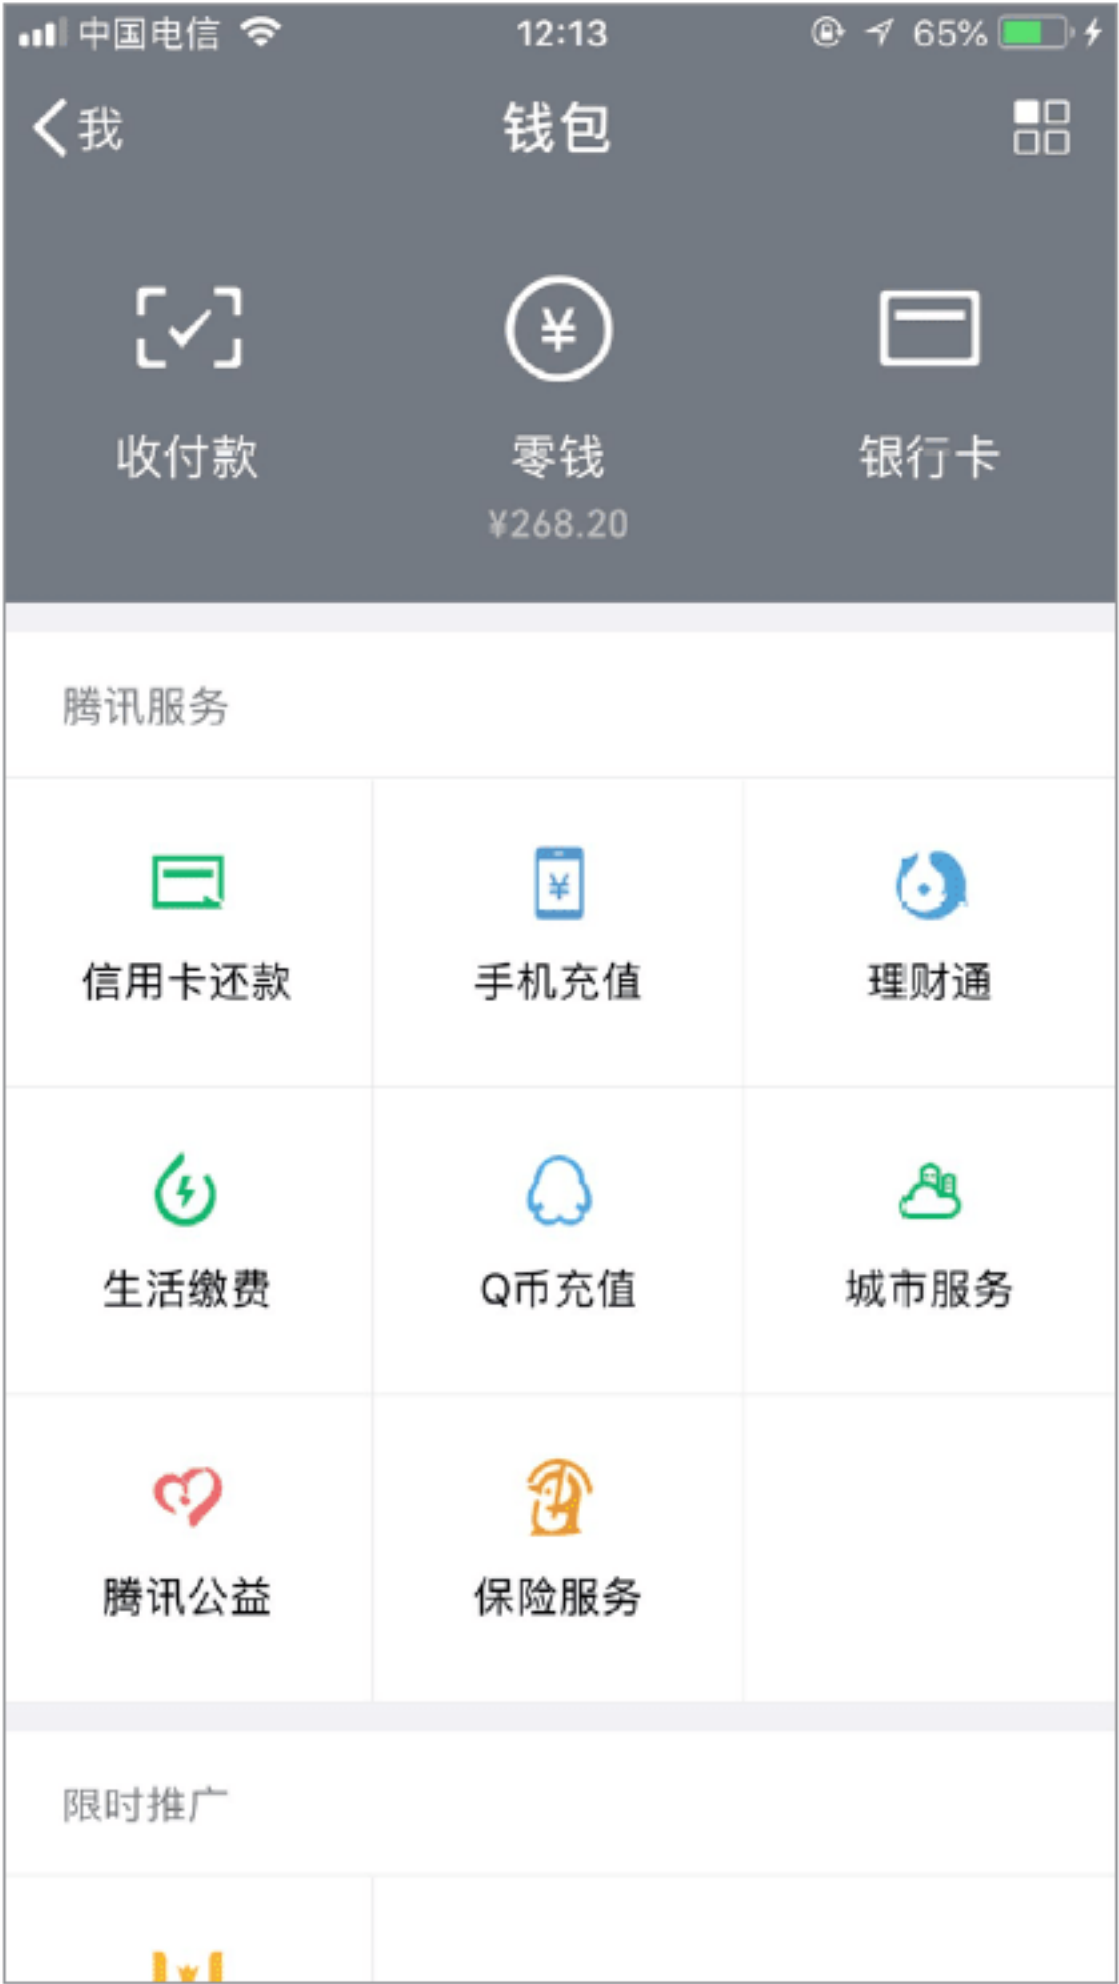 中国电信 12:13 65%
我 钱包
收付款 零钱 银行卡
¥268.20
腾讯服务
信用卡还款 手机充值 理财通
生活缴费 Q币充值 城市服务
腾讯公益 保险服务
限时推广